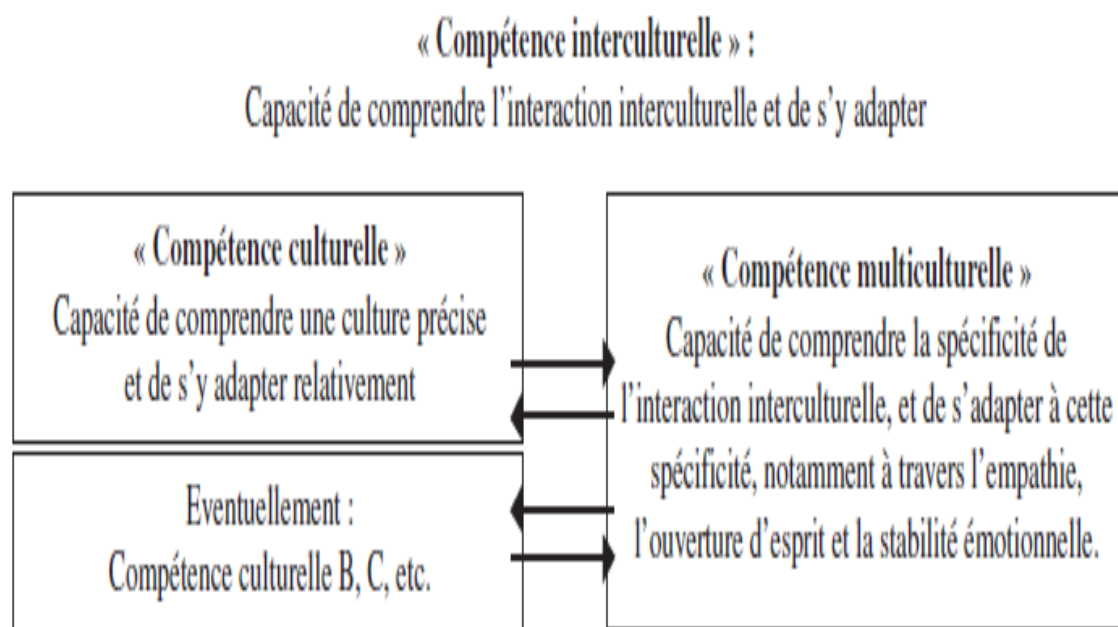 « Compétence interculturelle » :
Capacité de comprendre l’interaction interculturelle et de s’y adapter
« Compétence culturelle »
Capacité de comprendre une culture précise
et de s’y adapter relativement
Eventuellement :
Compétence culturelle B, C, etc.
« Compétence multiculturelle »
Capacité de comprendre la spécificité de
l’interaction interculturelle, et de s’adapter à cette
spécificité, notamment à travers l’empathie,
l’ouverture d’esprit et la stabilité émotionnelle.